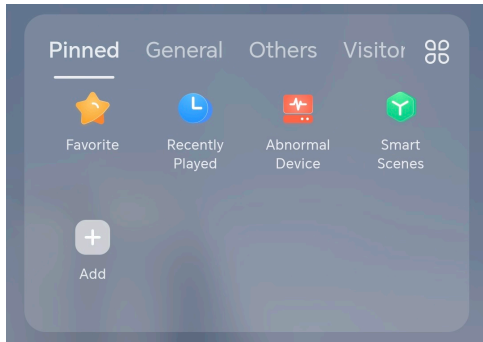 Pinned General Others Visitor
Favorite Recently Played Abnormal Device Smart Scenes
Add